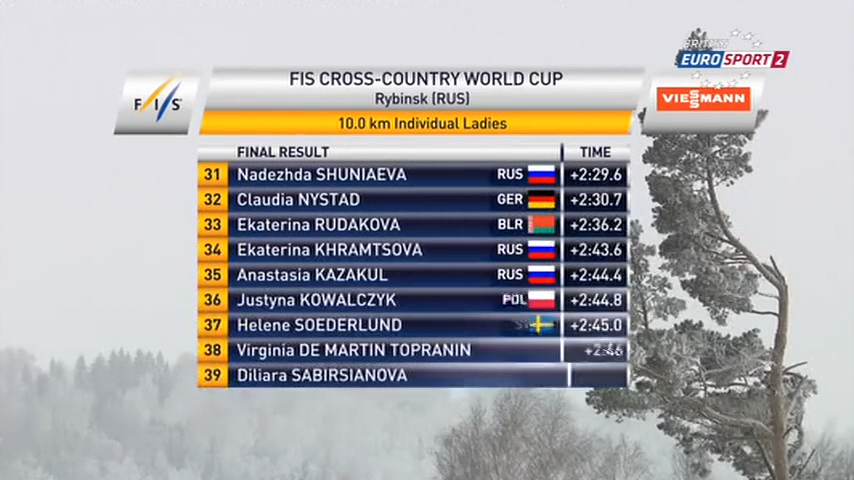 BRITISH
EUROSPORT 2
FIS
FIS CROSS-COUNTRY WORLD CUP
Rybinsk (RUS)
VIESSMANN
10.0 km Individual Ladies
FINAL RESULT TIME
31 Nadezhda SHUNIAEVA RUS +2:29.6
32 Claudia NYSTAD GER +2:30.7
33 Ekaterina RUDAKOVA BLR +2:36.2
34 Ekaterina KHRAMTSOVA RUS +2:43.6
35 Anastasia KAZAKUL RUS +2:44.4
36 Justyna KOWALCZYK POL +2:44.8
37 Helene SOEDERLUND +2:45.0
38 Virginia DE MARTIN TOPRANIN
39 Diliara SABIRSIANOVA